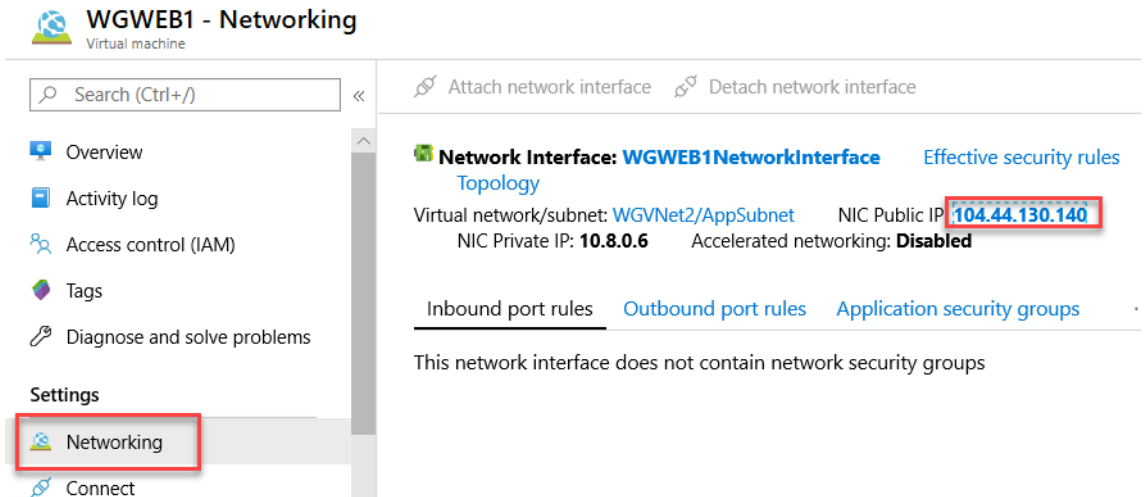 WGWEB1 - Networking
Virtual machine
Search (Ctrl+/)
«
Overview
Activity log
Access control (IAM)
Tags
Diagnose and solve problems
Settings
Networking
Connect
Attach network interface Detach network interface
Network Interface: WGWEB1NetworkInterface Effective security rules
Topology
Virtual network/subnet: WGVNet2/AppSubnet NIC Public IP: 104.44.130.140
NIC Private IP: 10.8.0.6 Accelerated networking: Disabled
Inbound port rules Outbound port rules Application security groups
This network interface does not contain network security groups